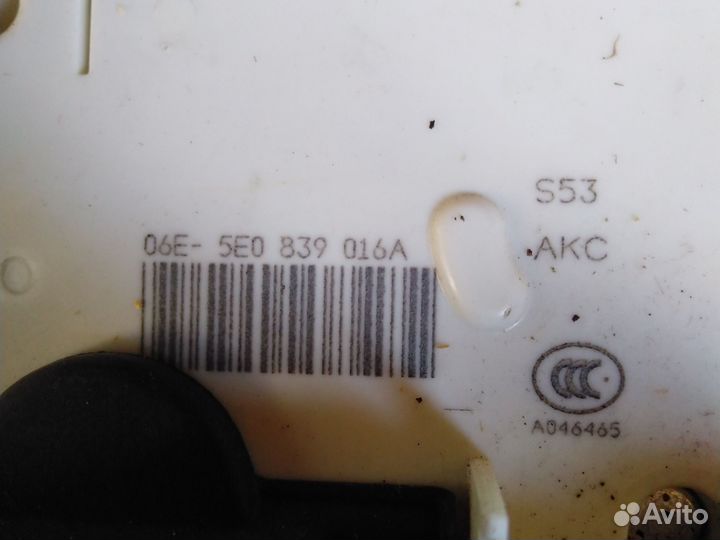 S53
06E- 5E0 839 016A
AKC
CCC
A046465
Avito